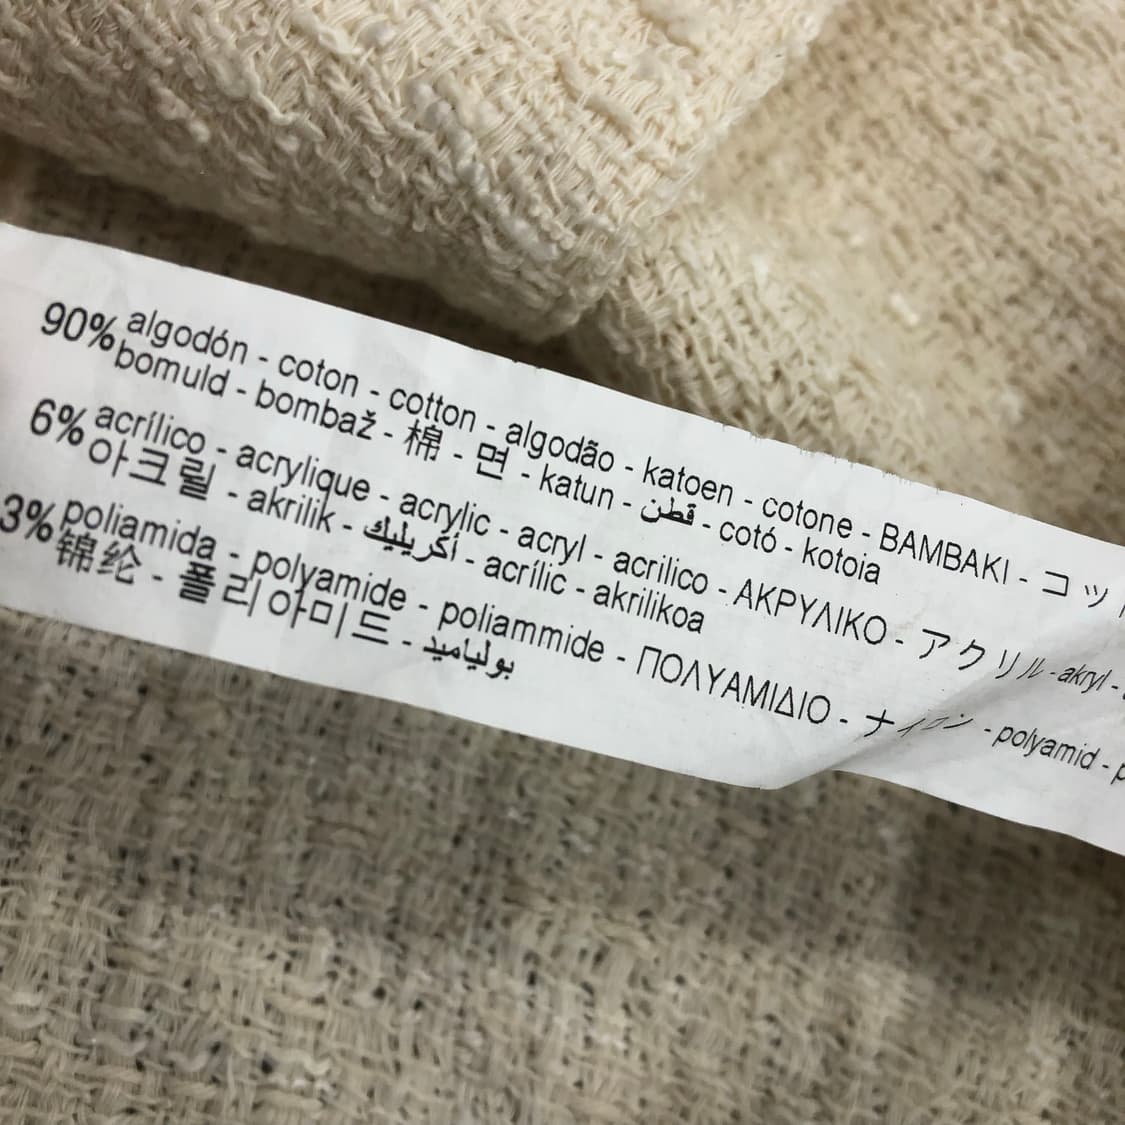 90% algodón - coton - cotton - algodão - katoen - cotone - BAMBAKI - コッ
bomuld - bombaž - 棉 - 면 - katun - قطن - cotó - kotoia
6% acrílico - acrylique - acrylic - acryl - acrilico - ΑΚΡΥΛΙΚΟ - アクリル - akryl -
아크릴 - akrilik - أكريليك - acrílic - akrilikoa
3% poliamida - polyamide - poliammide - ΠΟΛΥΑΜΙΔΙΟ - ナイロン - polyamid -
锦纶 - 폴리아미드 - بولياميد